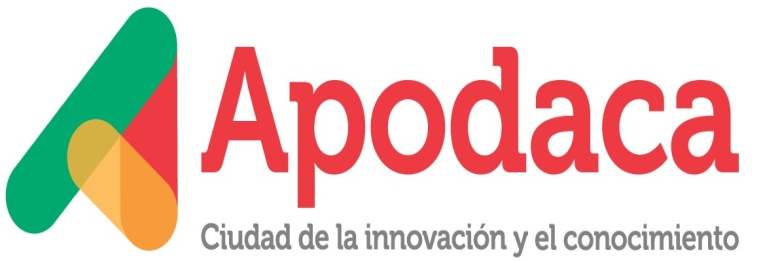 Apodaca
Ciudad de la innovación y el conocimiento